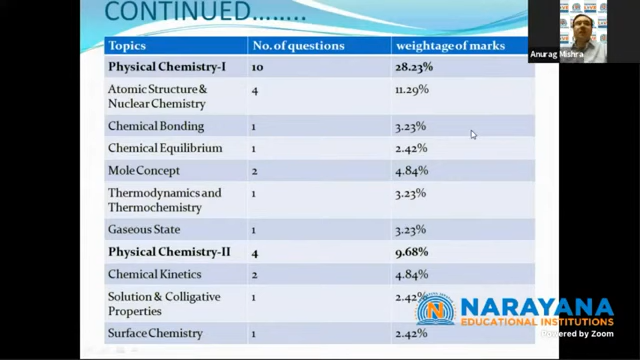 CONTINUED........
Topics No. of questions weightage of marks
Physical Chemistry-I 10 28.23%
Atomic Structure &
Nuclear Chemistry 4 11.29%
Chemical Bonding 1 3.23%
Chemical Equilibrium 1 2.42%
Mole Concept 2 4.84%
Thermodynamics and
Thermochemistry 1 3.23%
Gaseous State 1 3.23%
Physical Chemistry-II 4 9.68%
Chemical Kinetics 2 4.84%
Solution & Colligative
Properties 1 2.42%
Surface Chemistry 1 2.42%
Anurag Mishra
NARAYANA
EDUCATIONAL INSTITUTIONS
Powered by Zoom